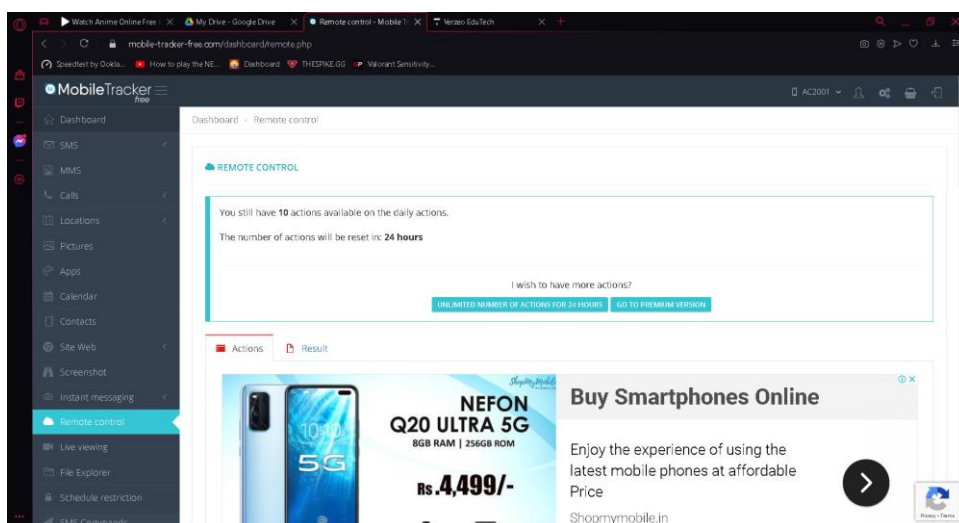 Watch Anime Online Free
My Drive - Google Drive
Remote control - Mobile Tr
Verzeo EduTech
mobile-tracker-free.com/dashboard/remote.php
Speedtest by Ookla...
How to play the NE...
Dashboard
THESPIKE.GG
Valorant Sensitivity...
MobileTracker
free
AC2001
Dashboard
SMS
MMS
Calls
Locations
Pictures
Apps
Calendar
Contacts
Site Web
Screenshot
Instant messaging
Remote control
Live viewing
File Explorer
Schedule restriction
SMS Commands
Dashboard - Remote control
REMOTE CONTROL
You still have 10 actions available on the daily actions.
The number of actions will be reset in: 24 hours
I wish to have more actions?
UNLIMITED NUMBER OF ACTIONS FOR 24 HOURS
GO TO PREMIUM VERSION
Actions
Result
10:10
5G
ShopMyMobile
NEFON
Q20 ULTRA 5G
8GB RAM | 256GB ROM
Rs.4,499/-
Buy Smartphones Online
Enjoy the experience of using the
latest mobile phones at affordable
Price
Shopmymobile.in
Privacy - Terms